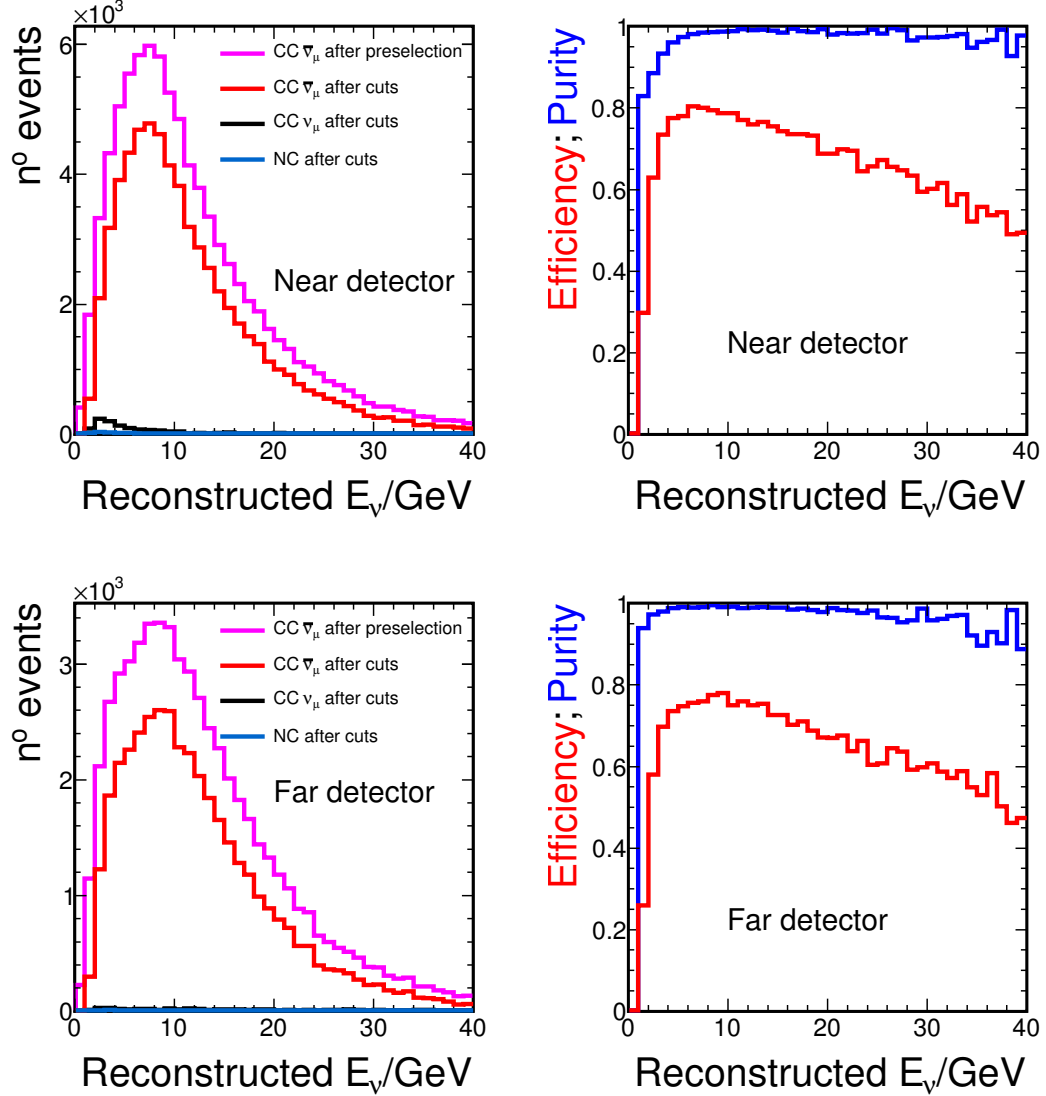 ×10³
nº events
6
4
2
0
CC ν̅μ after preselection
CC ν̅μ after cuts
CC νμ after cuts
NC after cuts
Near detector
0 10 20 30 40
Reconstructed Eν/GeV
Efficiency; Purity
1
0.8
0.6
0.4
0.2
0
Near detector
0 10 20 30 40
Reconstructed Eν/GeV
×10³
nº events
3
2
1
0
CC ν̅μ after preselection
CC ν̅μ after cuts
CC νμ after cuts
NC after cuts
Far detector
0 10 20 30 40
Reconstructed Eν/GeV
Efficiency; Purity
1
0.8
0.6
0.4
0.2
0
Far detector
0 10 20 30 40
Reconstructed Eν/GeV